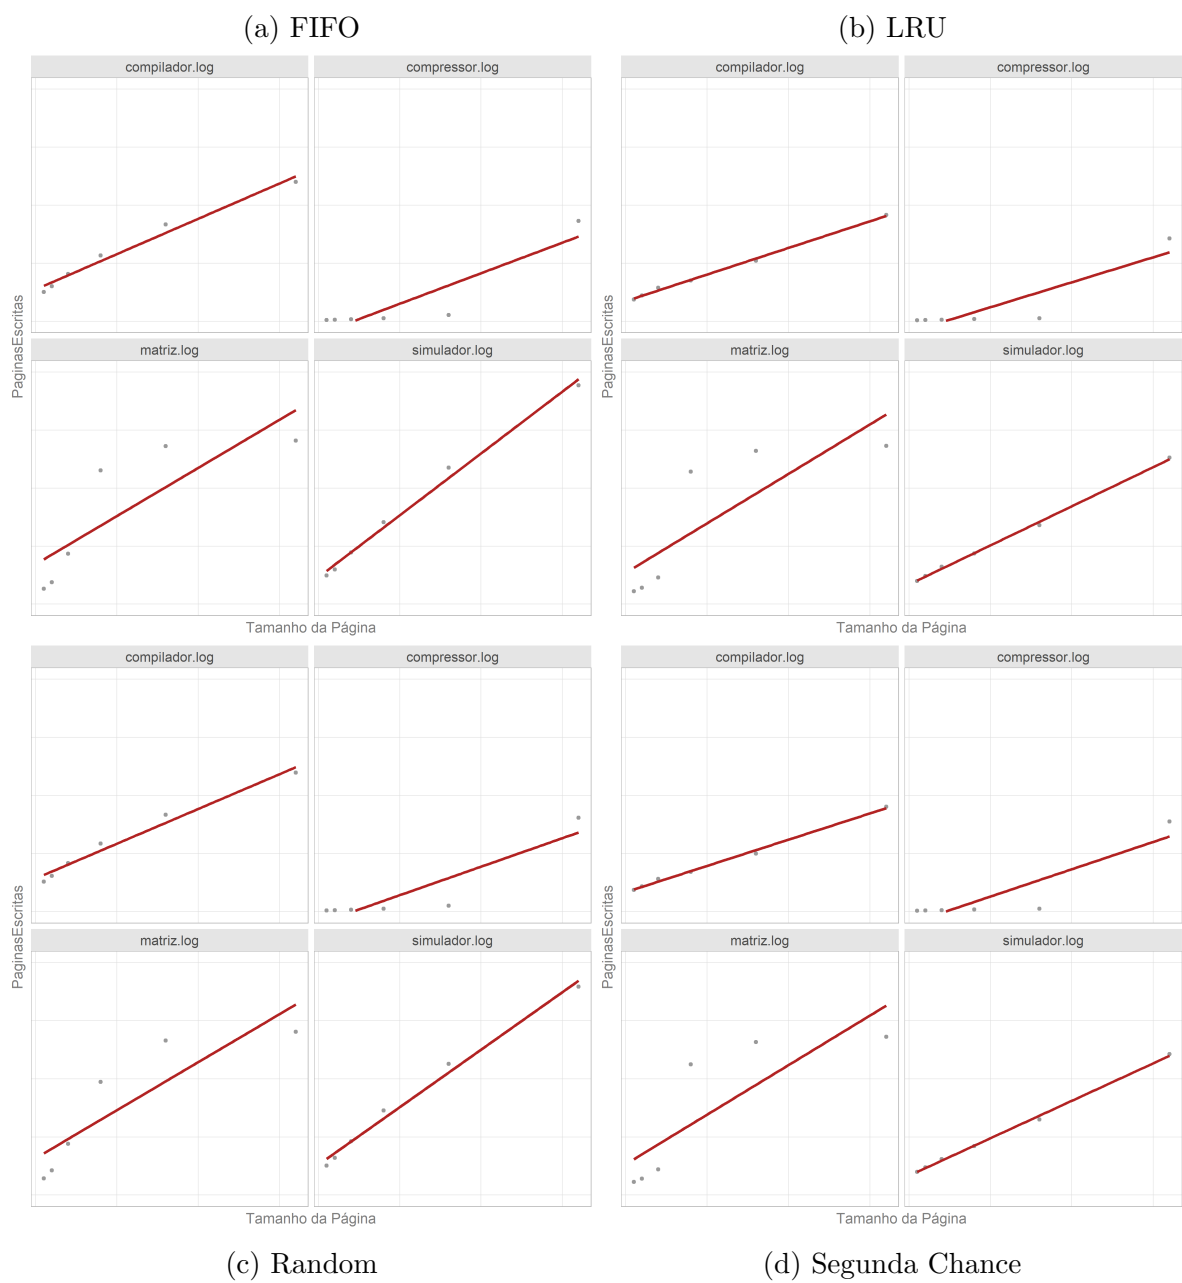 (a) FIFO
(b) LRU
compilador.log
compressor.log
compilador.log
compressor.log
PaginasEscritas
PaginasEscritas
matriz.log
simulador.log
matriz.log
simulador.log
Tamanho da Página
Tamanho da Página
compilador.log
compressor.log
compilador.log
compressor.log
PaginasEscritas
PaginasEscritas
matriz.log
simulador.log
matriz.log
simulador.log
Tamanho da Página
Tamanho da Página
(c) Random
(d) Segunda Chance